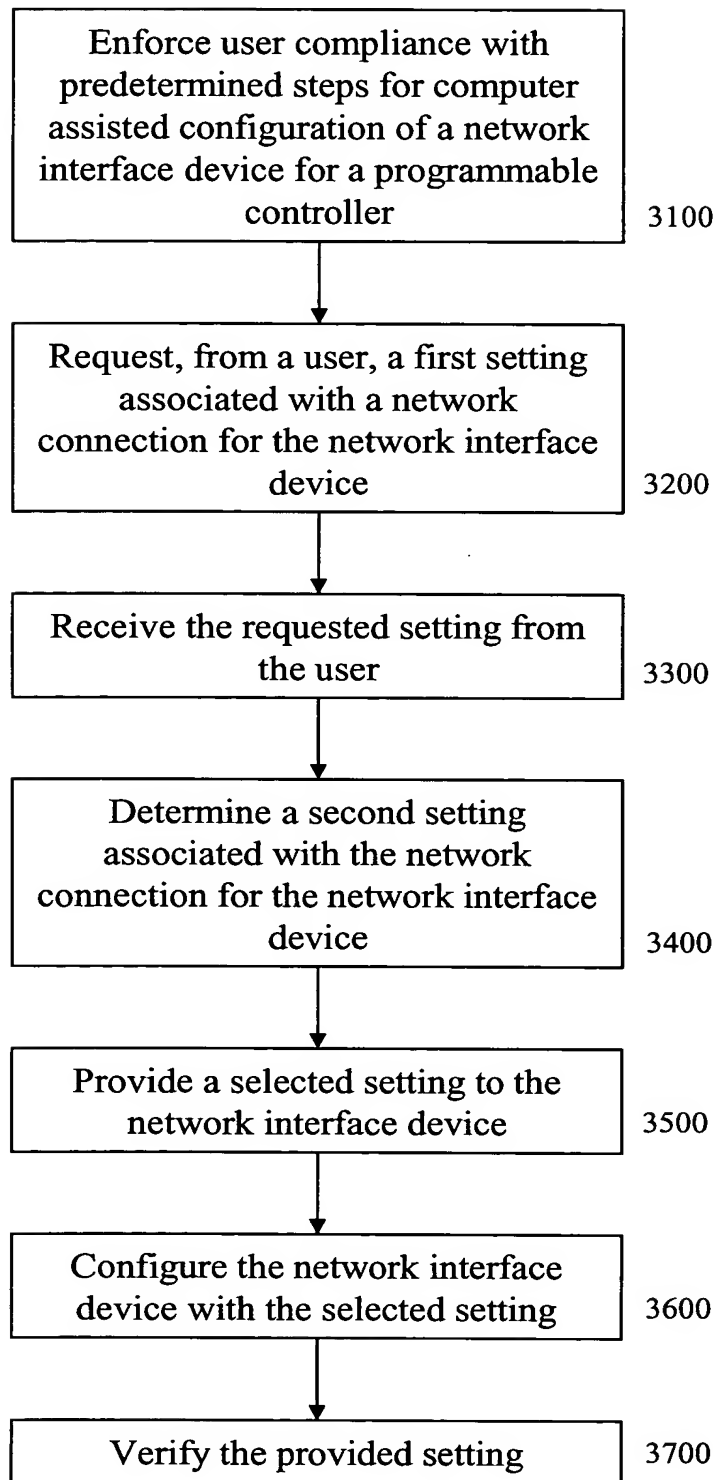 Enforce user compliance with
predetermined steps for computer
assisted configuration of a network
interface device for a programmable
controller
3100
Request, from a user, a first setting
associated with a network
connection for the network interface
device
3200
Receive the requested setting from
the user
3300
Determine a second setting
associated with the network
connection for the network interface
device
3400
Provide a selected setting to the
network interface device
3500
Configure the network interface
device with the selected setting
3600
Verify the provided setting
3700